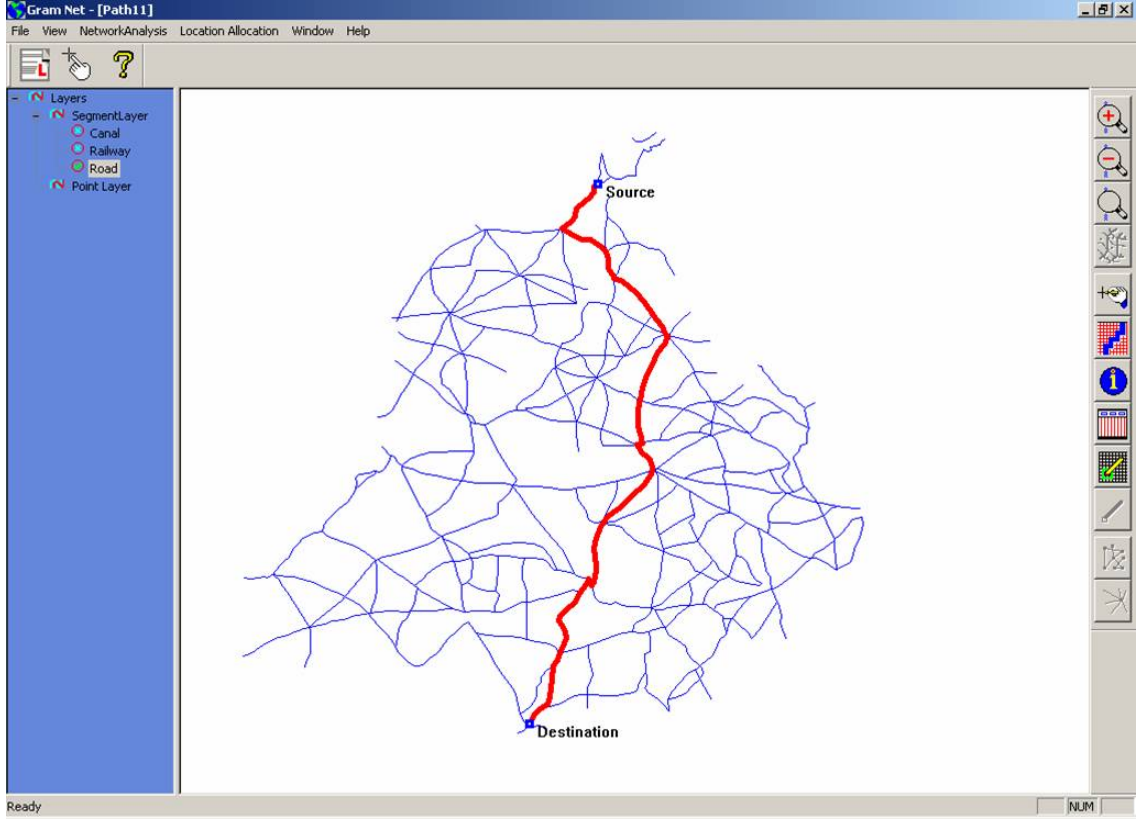 Gram Net - [Path11]
File View NetworkAnalysis Location Allocation Window Help
L
Layers
SegmentLayer
Canal
Railway
Road
Point Layer
Source
Destination
Ready
NUM